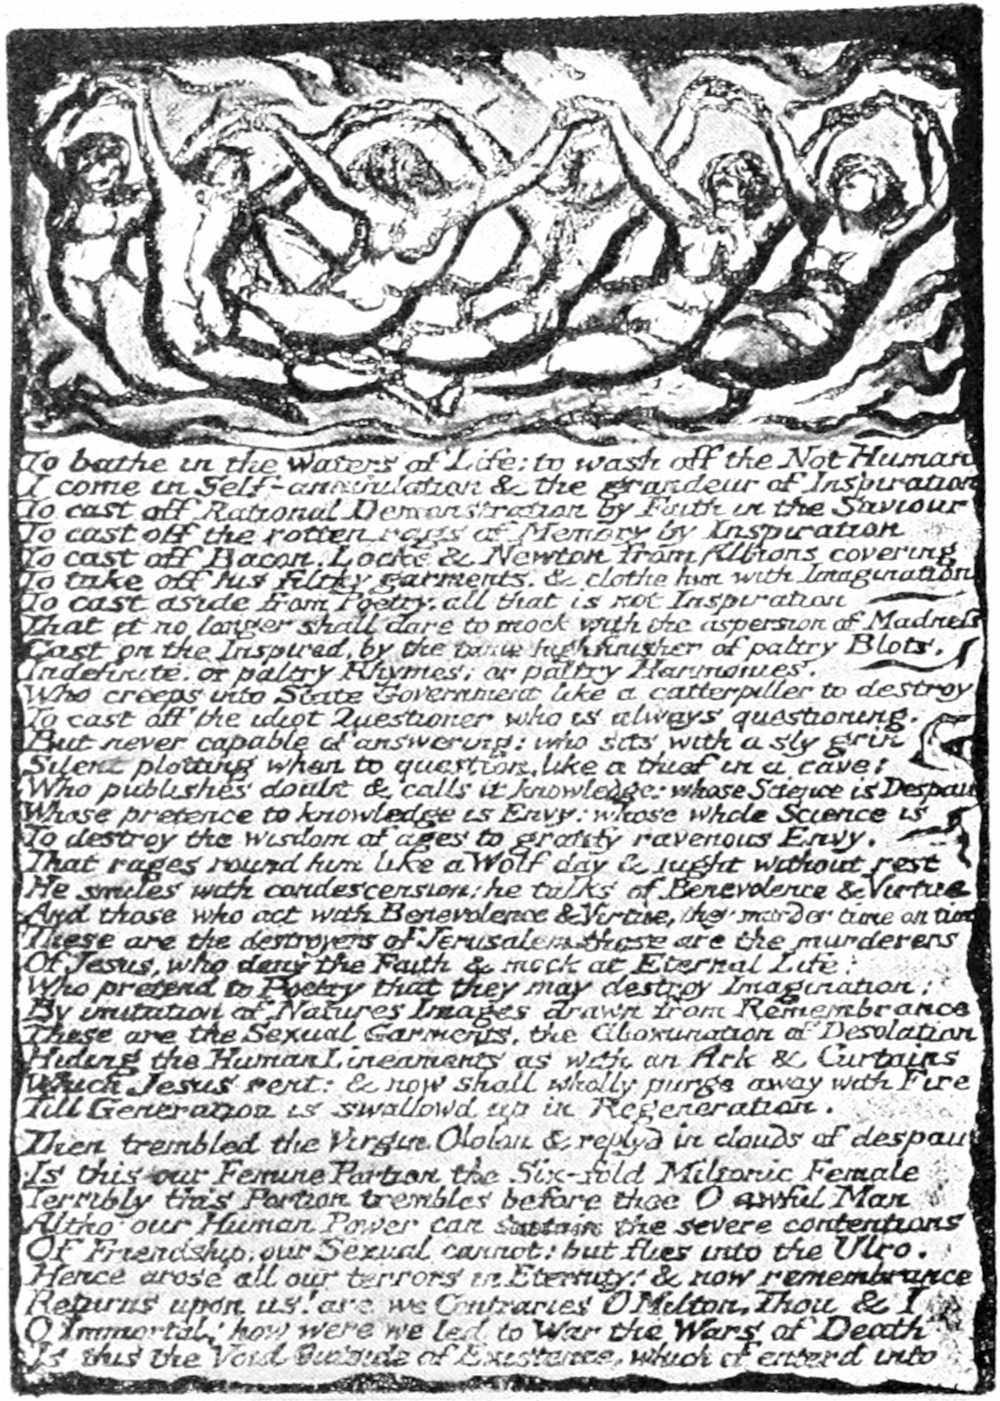 To bathe in the Waters of Life; to wash off the Not Human
I come in Self-annihilation & the grandeur of Inspiration
To cast off Rational Demonstration by Faith in the Saviour
To cast off the rotten rags of Memory by Inspiration
To cast off Bacon, Locke & Newton from Albions covering
To take off his filthy garments, & clothe him with Imagination
To cast aside from Poetry, all that is not Inspiration
That it no longer shall dare to mock with the aspersion of Madness
Cast on the Inspired, by the tame high finisher of paltry Blots,
Indefinite, or paltry Rhymes; or paltry Harmonies.
Who creeps into State Government like a catterpiller to destroy
To cast off the idiot Questioner who is always questioning,
But never capable of answering; who sits with a sly grin
Silent plotting when to question, like a thief in a cave;
Who publishes doubt & calls it knowledge; whose Science is Despair
Whose pretence to knowledge is Envy: whose whole Science is
To destroy the wisdom of ages to gratify ravenous Envy,
That rages round him like a Wolf day & night without rest
He smiles with condescension; he talks of Benevolence & Virtue
And those who act with Benevolence & Virtue, they murder time on time
These are the destroyers of Jerusalem, these are the murderers
Of Jesus, who deny the Faith & mock at Eternal Life:
Who pretend to Poetry that they may destroy Imagination;
By imitation of Natures Images drawn from Remembrance
These are the Sexual Garments, the Abomination of Desolation
Hiding the Human Lineaments as with an Ark & Curtains
Which Jesus rent: & now shall wholly purge away with Fire
Till Generation is swallowd up in Regeneration.
Then trembled the Virgin Ololon & replyd in clouds of despair
Is this our Femine Portion the Six-fold Miltonic Female
Terribly this Portion trembles before thee O awful Man
Altho' our Human Power can sustain the severe contentions
Of Friendship, our Sexual cannot: but flies into the Ulro.
Hence arose all our terrors in Eternity! & now remembrance
Returns upon us! are we Contraries O Milton, Thou & I
O Immortal! how were we led to War the Wars of Death
Is this the Void Outside of Existence, which if enterd into